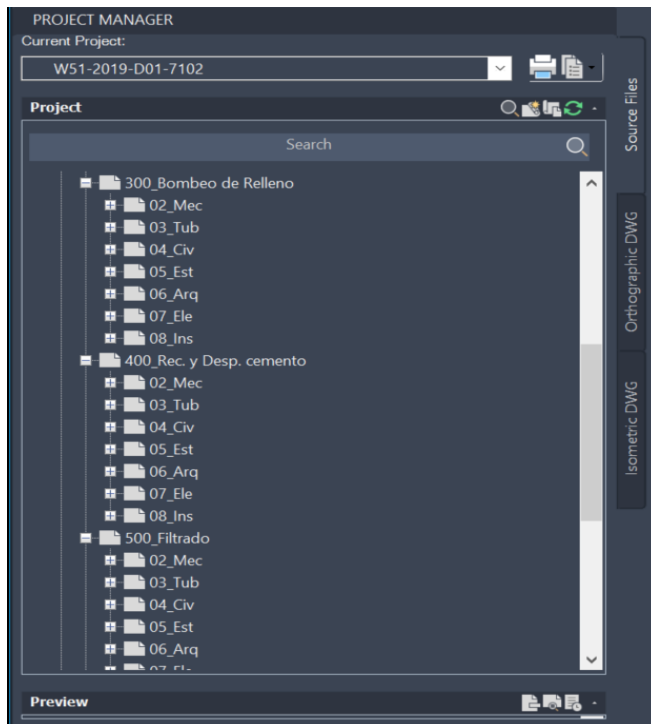 PROJECT MANAGER
Current Project:
W51-2019-D01-7102
Project
Search
300_Bombeo de Relleno
02_Mec
03_Tub
04_Civ
05_Est
06_Arq
07_Ele
08_Ins
400_Rec. y Desp. cemento
02_Mec
03_Tub
04_Civ
05_Est
06_Arq
07_Ele
08_Ins
500_Filtrado
02_Mec
03_Tub
04_Civ
05_Est
06_Arq
07_Ele
Preview
Source Files
Orthographic DWG
Isometric DWG